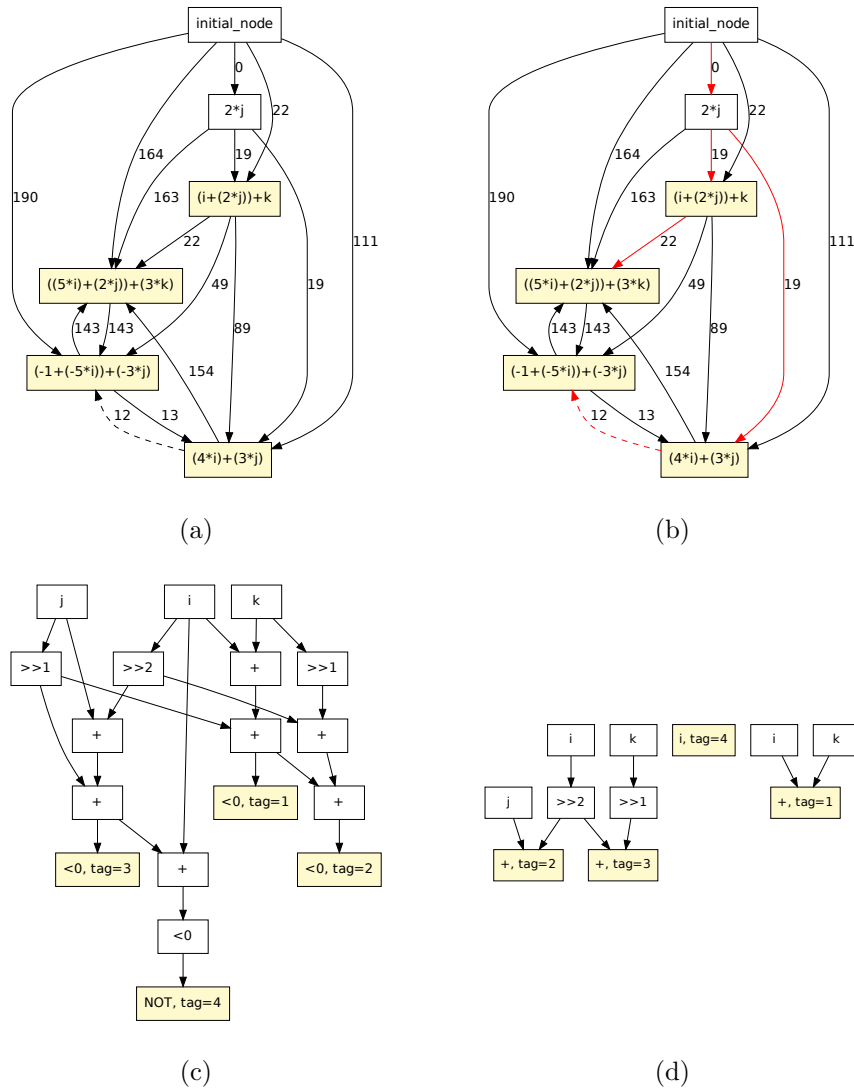 initial_node
0
2*j
22
164
19
163
190
(i+(2*j))+k
111
22
((5*i)+(2*j))+(3*k)
49
19
143
143
89
(-1+(-5*i))+(-3*j)
154
12
13
(4*i)+(3*j)
(a)
initial_node
0
2*j
22
164
19
163
190
(i+(2*j))+k
111
22
((5*i)+(2*j))+(3*k)
49
19
143
143
89
(-1+(-5*i))+(-3*j)
154
12
13
(4*i)+(3*j)
(b)
j
i
k
>>1
>>2
+
>>1
+
+
+
+
<0, tag=1
+
<0, tag=3
+
<0, tag=2
<0
NOT, tag=4
(c)
i
k
i, tag=4
i
k
j
>>2
>>1
+, tag=1
+, tag=2
+, tag=3
(d)